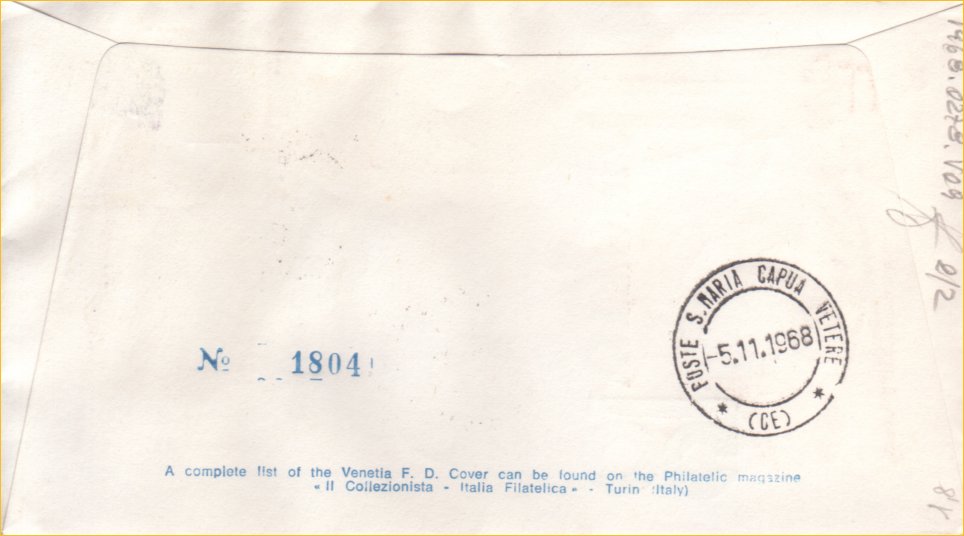 Nº 1804
POSTE S. MARIA CAPUA VETERE
-5.11.1968
* (CE) *
A complete list of the Venetia F. D. Cover can be found on the Philatelic magazine
« Il Collezionista - Italia Filatelica » - Turin (Italy)